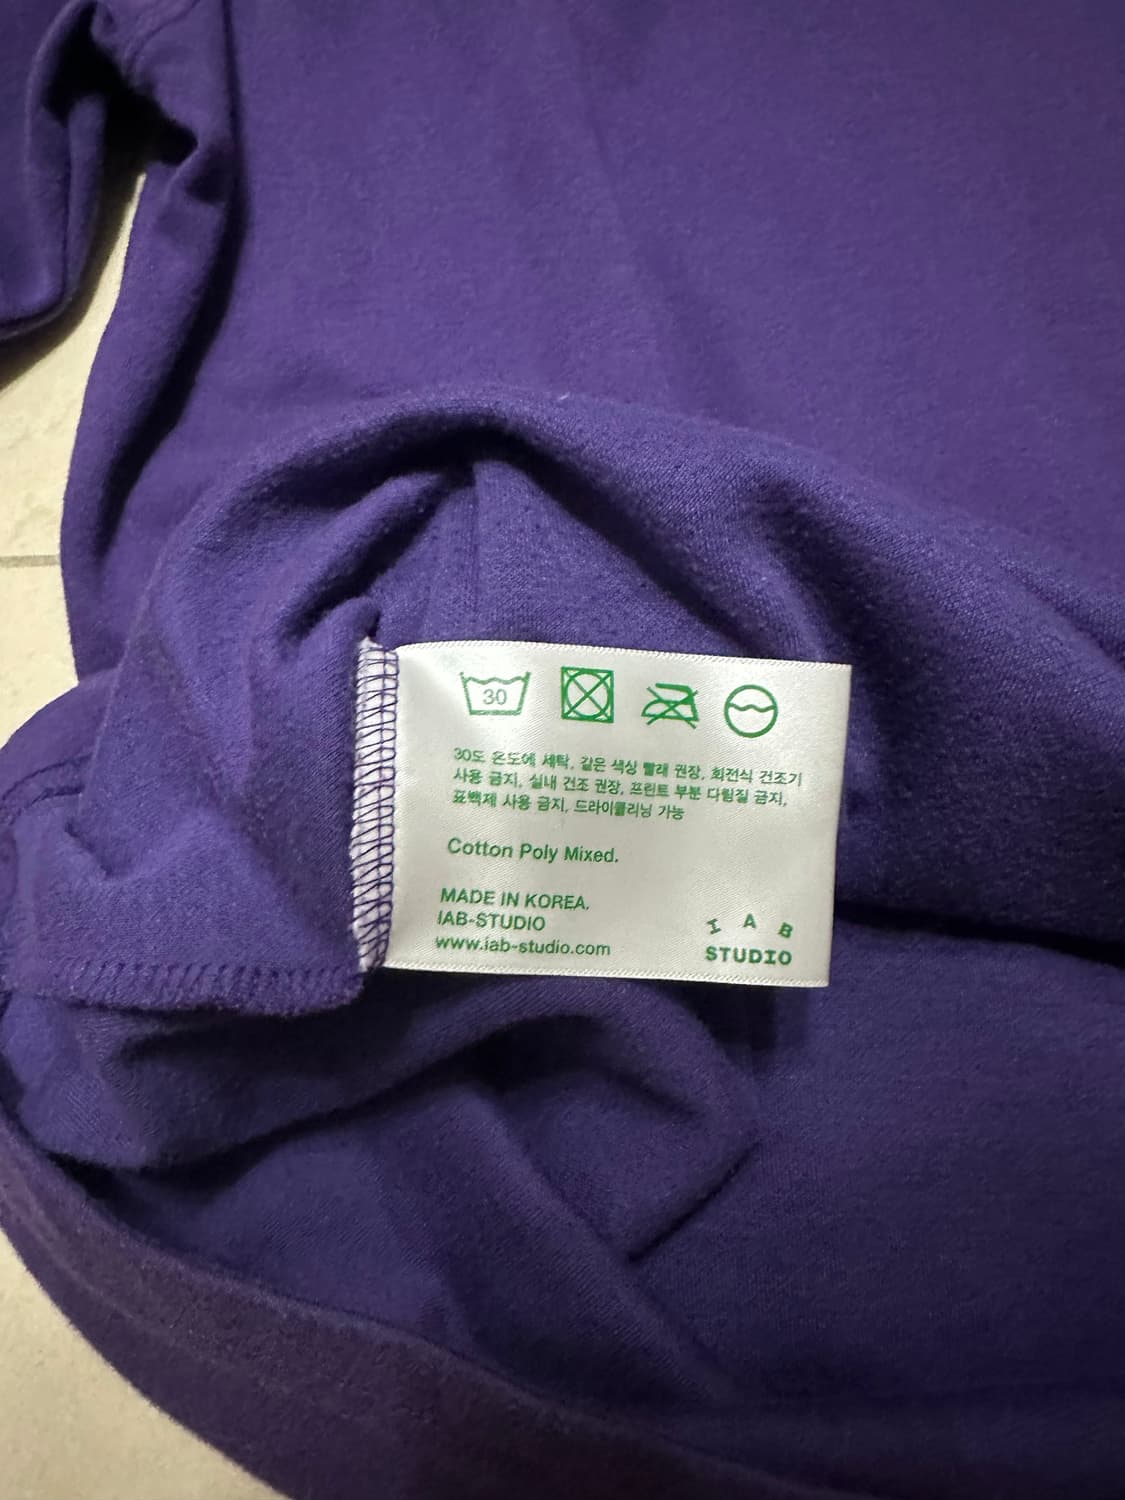 30
30도 온도에 세탁, 같은 색상 빨래 권장, 회전식 건조기
사용 금지, 실내 건조 권장, 프린트 부분 다림질 금지,
표백제 사용 금지, 드라이클리닝 가능
Cotton Poly Mixed.
MADE IN KOREA.
IAB-STUDIO
www.iab-studio.com
I A B
STUDIO